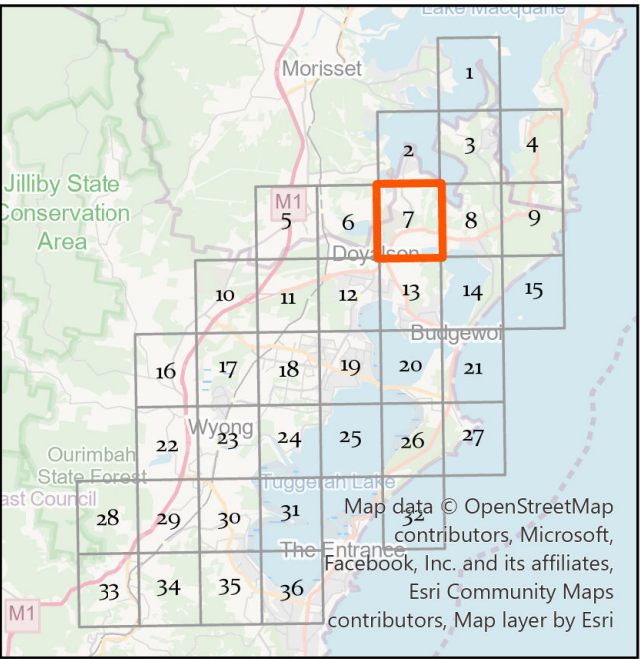 Lake Macquarie
Morisset
1
2
3
4
Jilliby State
Conservation
Area
M1
5
6
7
8
9
Doyalson
10
11
12
13
14
15
Budgewoi
16
17
18
19
20
21
Wyong
22
23
24
25
26
27
Ourimbah
State Forest
ast Council
Tuggerah Lake
28
29
30
31
32
The Entrance
33
34
35
36
M1
Map data © OpenStreetMap
contributors, Microsoft,
Facebook, Inc. and its affiliates,
Esri Community Maps
contributors, Map layer by Esri